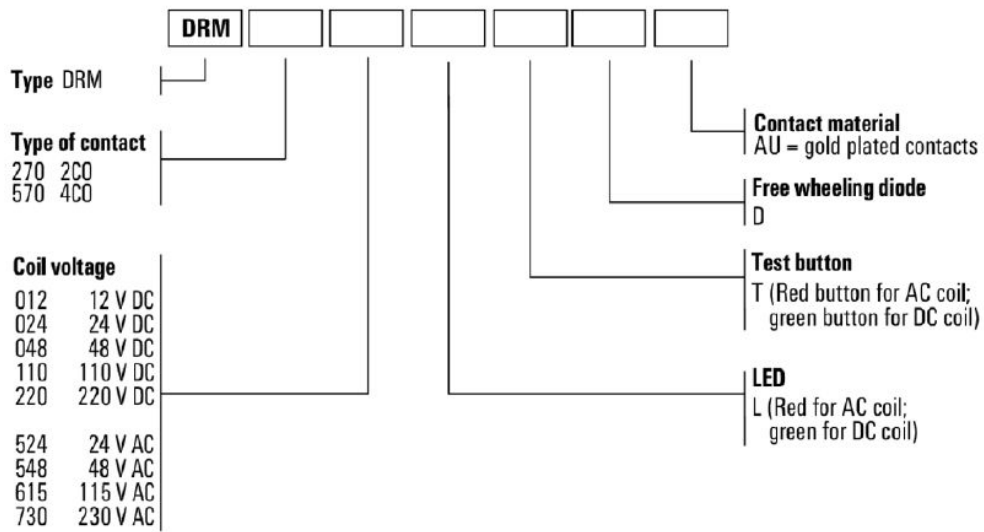 DRM
Type DRM
Type of contact
270 2CO
570 4CO
Coil voltage
012 12 V DC
024 24 V DC
048 48 V DC
110 110 V DC
220 220 V DC
524 24 V AC
548 48 V AC
615 115 V AC
730 230 V AC
Contact material
AU = gold plated contacts
Free wheeling diode
D
Test button
T (Red button for AC coil;
green button for DC coil)
LED
L (Red for AC coil;
green for DC coil)